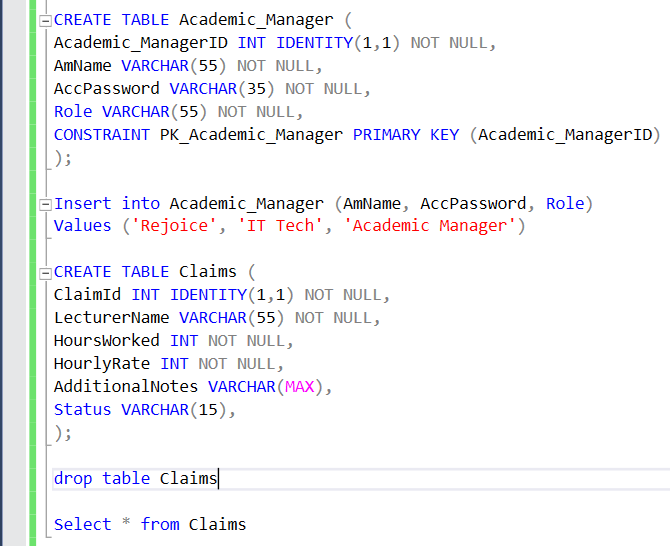 CREATE TABLE Academic_Manager (
Academic_ManagerID INT IDENTITY(1,1) NOT NULL,
AmName VARCHAR(55) NOT NULL,
AccPassword VARCHAR(35) NOT NULL,
Role VARCHAR(55) NOT NULL,
CONSTRAINT PK_Academic_Manager PRIMARY KEY (Academic_ManagerID)
);
Insert into Academic_Manager (AmName, AccPassword, Role)
Values ('Rejoice', 'IT Tech', 'Academic Manager')
CREATE TABLE Claims (
ClaimId INT IDENTITY(1,1) NOT NULL,
LecturerName VARCHAR(55) NOT NULL,
HoursWorked INT NOT NULL,
HourlyRate INT NOT NULL,
AdditionalNotes VARCHAR(MAX),
Status VARCHAR(15),
);
drop table Claims
Select * from Claims